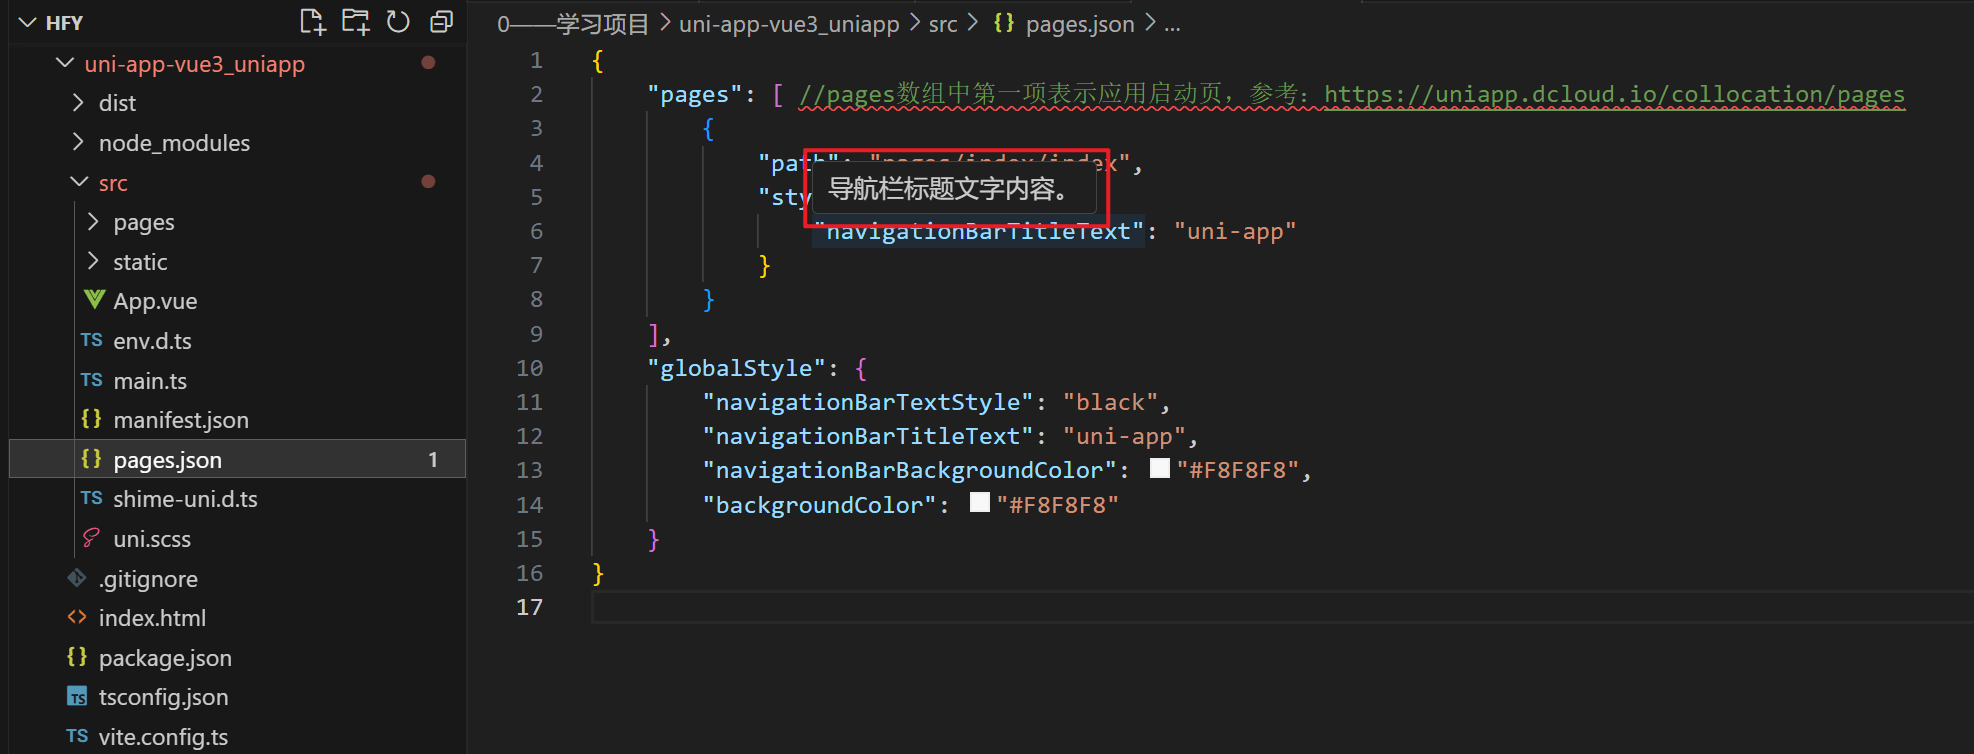 HFY
uni-app-vue3_uniapp
dist
node_modules
src
pages
static
App.vue
TS env.d.ts
TS main.ts
{} manifest.json
{} pages.json 1
TS shime-uni.d.ts
uni.scss
.gitignore
<> index.html
{} package.json
TS tsconfig.json
TS vite.config.ts
0——学习项目 > uni-app-vue3_uniapp > src > {} pages.json > ...
1 {
2 "pages": [ //pages数组中第一项表示应用启动页，参考：https://uniapp.dcloud.io/collocation/pages
3 {
4 "path": "pages/index/index",
5 "sty
导航栏标题文字内容。
6 "navigationBarTitleText": "uni-app"
7 }
8 }
9 ],
10 "globalStyle": {
11 "navigationBarTextStyle": "black",
12 "navigationBarTitleText": "uni-app",
13 "navigationBarBackgroundColor": "#F8F8F8",
14 "backgroundColor": "#F8F8F8"
15 }
16 }
17